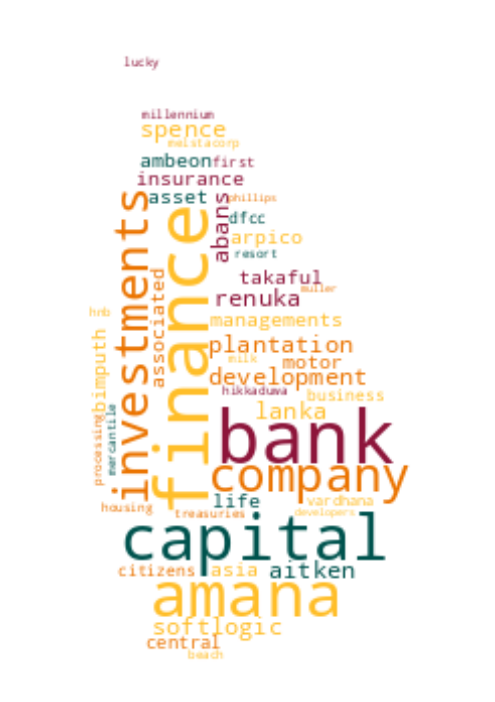 lucky
millennium
spence
melstacorp
ambeon first
insurance
asset phillips
investments
finance
abans
dfcc
arpico
resort
associated
takaful
muller
renuka
hnb
managements
bimputh
plantation
milk motor
development
hikkaduwa
business
mercantile
lanka
processing
bank
company
life
vardhana
housing
treasuries
developers
capital
citizens asia aitken
amana
softlogic
central
beach